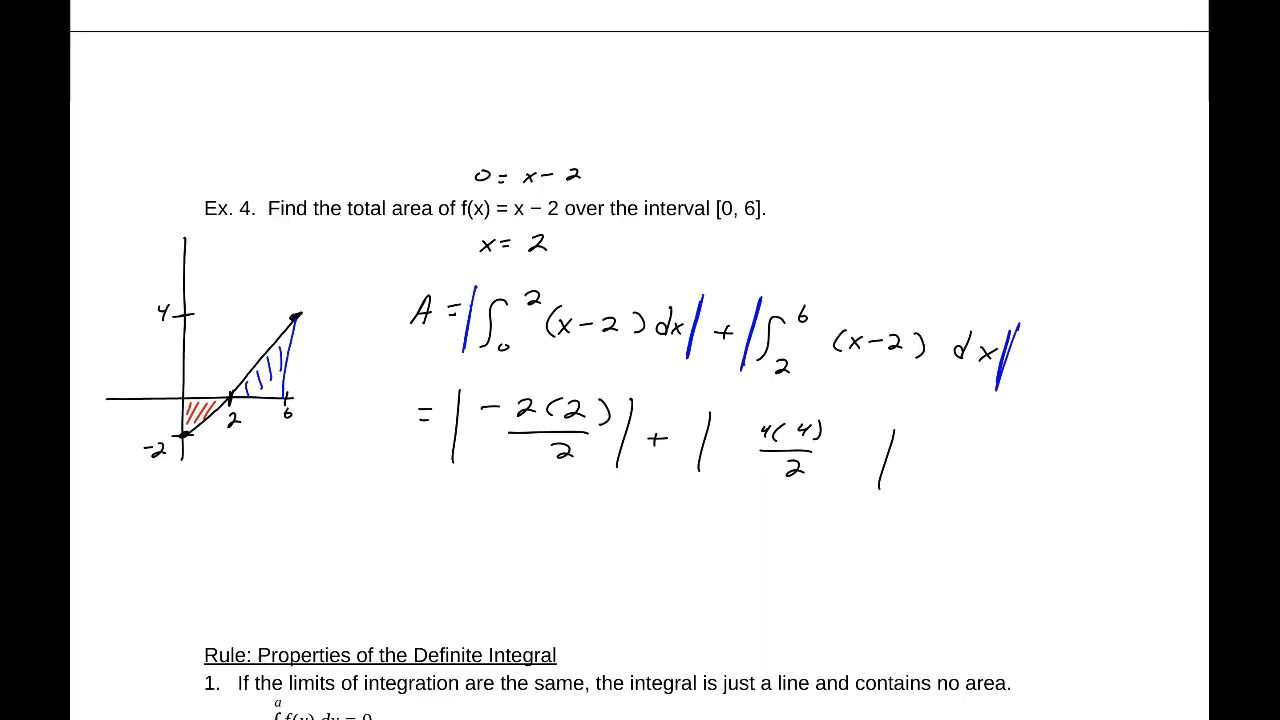 0 = x - 2
Ex. 4. Find the total area of f(x) = x − 2 over the interval [0, 6].
x = 2
A = |∫₀² (x-2) dx| + |∫₂⁶ (x-2) dx|
= |- 2(2)/2| + | 4(4)/2 |
4
2
6
-2
Rule: Properties of the Definite Integral
1. If the limits of integration are the same, the integral is just a line and contains no area.
a
∫ f(x) dx = 0